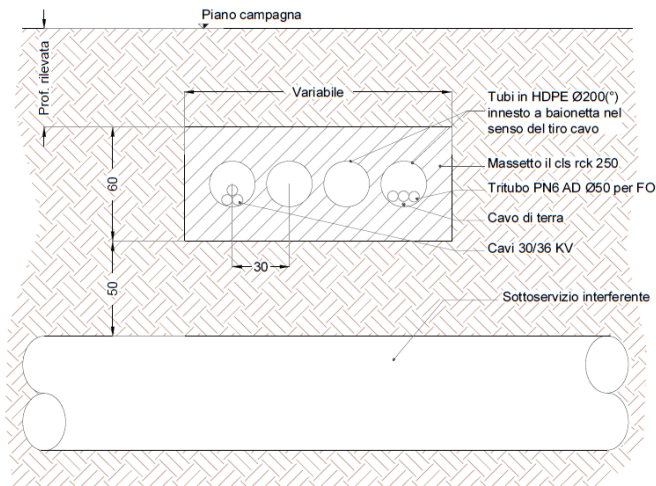 Piano campagna
Prof. rilevata
Variabile
Tubi in HDPE Ø200(°)
innesto a baionetta nel
senso del tiro cavo
Massetto il cls rck 250
Tritubo PN6 AD Ø50 per FO
Cavo di terra
Cavi 30/36 KV
60
30
50
Sottoservizio interferente